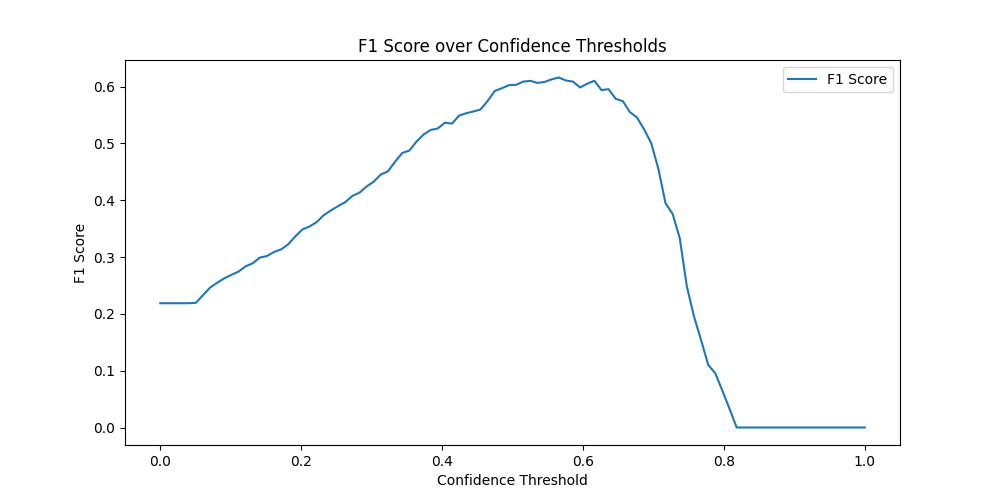 F1 Score over Confidence Thresholds
F1 Score
0.6
0.5
0.4
0.3
0.2
0.1
0.0
F1 Score
0.0 0.2 0.4 0.6 0.8 1.0
Confidence Threshold